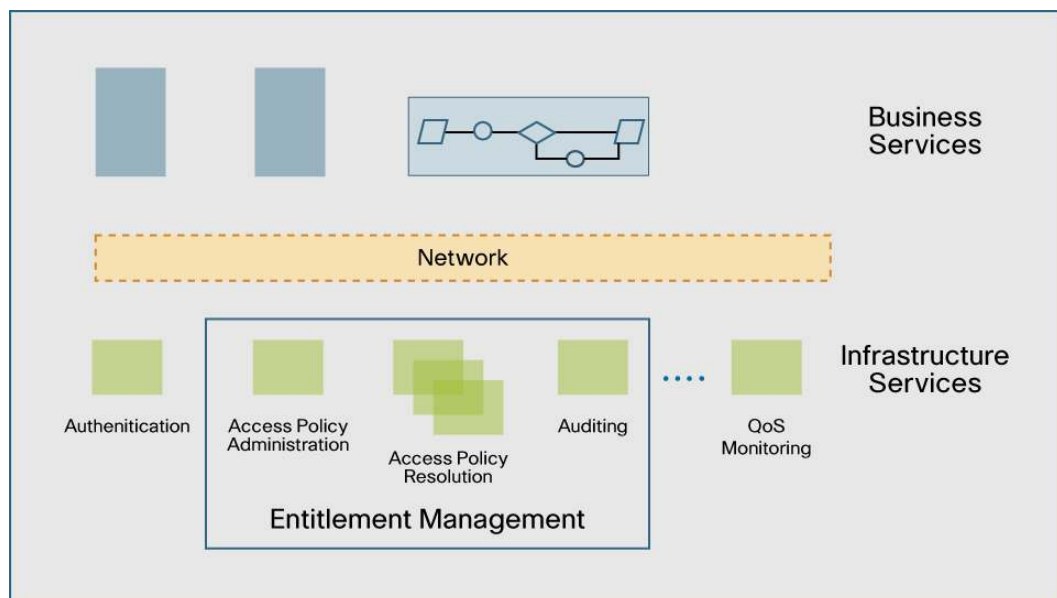 Business
Services
Network
Infrastructure
Services
Authenitication
Access Policy
Administration
Access Policy
Resolution
Auditing
QoS
Monitoring
Entitlement Management